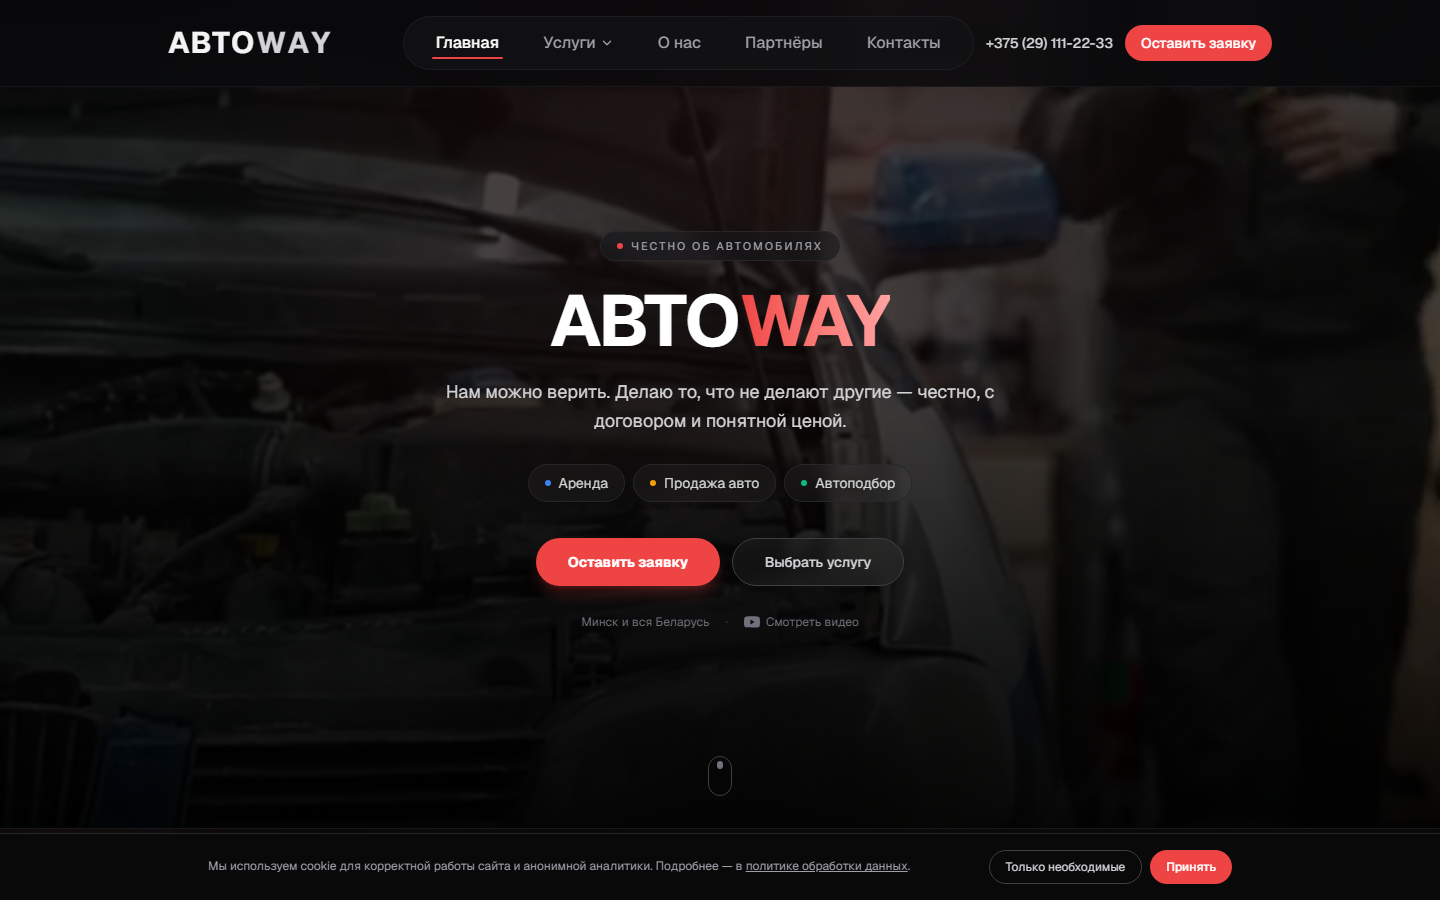 АВТОWAY
Главная
Услуги
О нас
Партнёры
Контакты
+375 (29) 111-22-33
Оставить заявку
ЧЕСТНО ОБ АВТОМОБИЛЯХ
АВТОWAY
Нам можно верить. Делаю то, что не делают другие — честно, с
договором и понятной ценой.
Аренда
Продажа авто
Автоподбор
Оставить заявку
Выбрать услугу
Минск и вся Беларусь · Смотреть видео
Мы используем cookie для корректной работы сайта и анонимной аналитики. Подробнее — в политике обработки данных.
Только необходимые
Принять